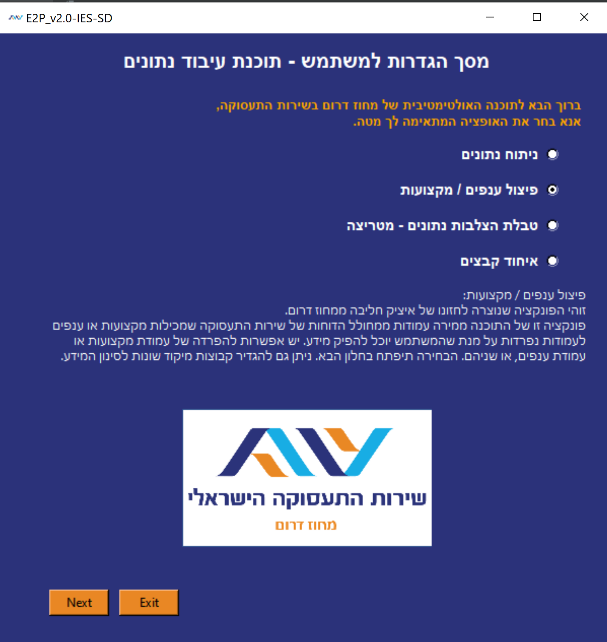 E2P_v2.0-IES-SD
מסך הגדרות למשתמש - תוכנת עיבוד נתונים
ברוך הבא לתוכנה האולטימטיבית של מחוז דרום בשירות התעסוקה,
אנא בחר את האופציה המתאימה לך מטה.
ניתוח נתונים
פיצול ענפים / מקצועות
טבלת הצלבות נתונים - מטריצה
איחוד קבצים
פיצול ענפים / מקצועות:
זוהי הפונקציה שנוצרה לחזונו של איציק חליבה ממחוז דרום.
פונקציה זו של התוכנה ממירה עמודות ממחולל הדוחות של שירות התעסוקה שמכילות מקצועות או ענפים
לעמודות נפרדות על מנת שהמשתמש יוכל להפיק מידע. יש אפשרות להפרדה של עמודת מקצועות או
עמודת ענפים, או שניהם. הבחירה תיפתח בחלון הבא. ניתן גם להגדיר קבוצות מיקוד שונות לסינון המידע.
שירות התעסוקה הישראלי
מחוז דרום
Next Exit